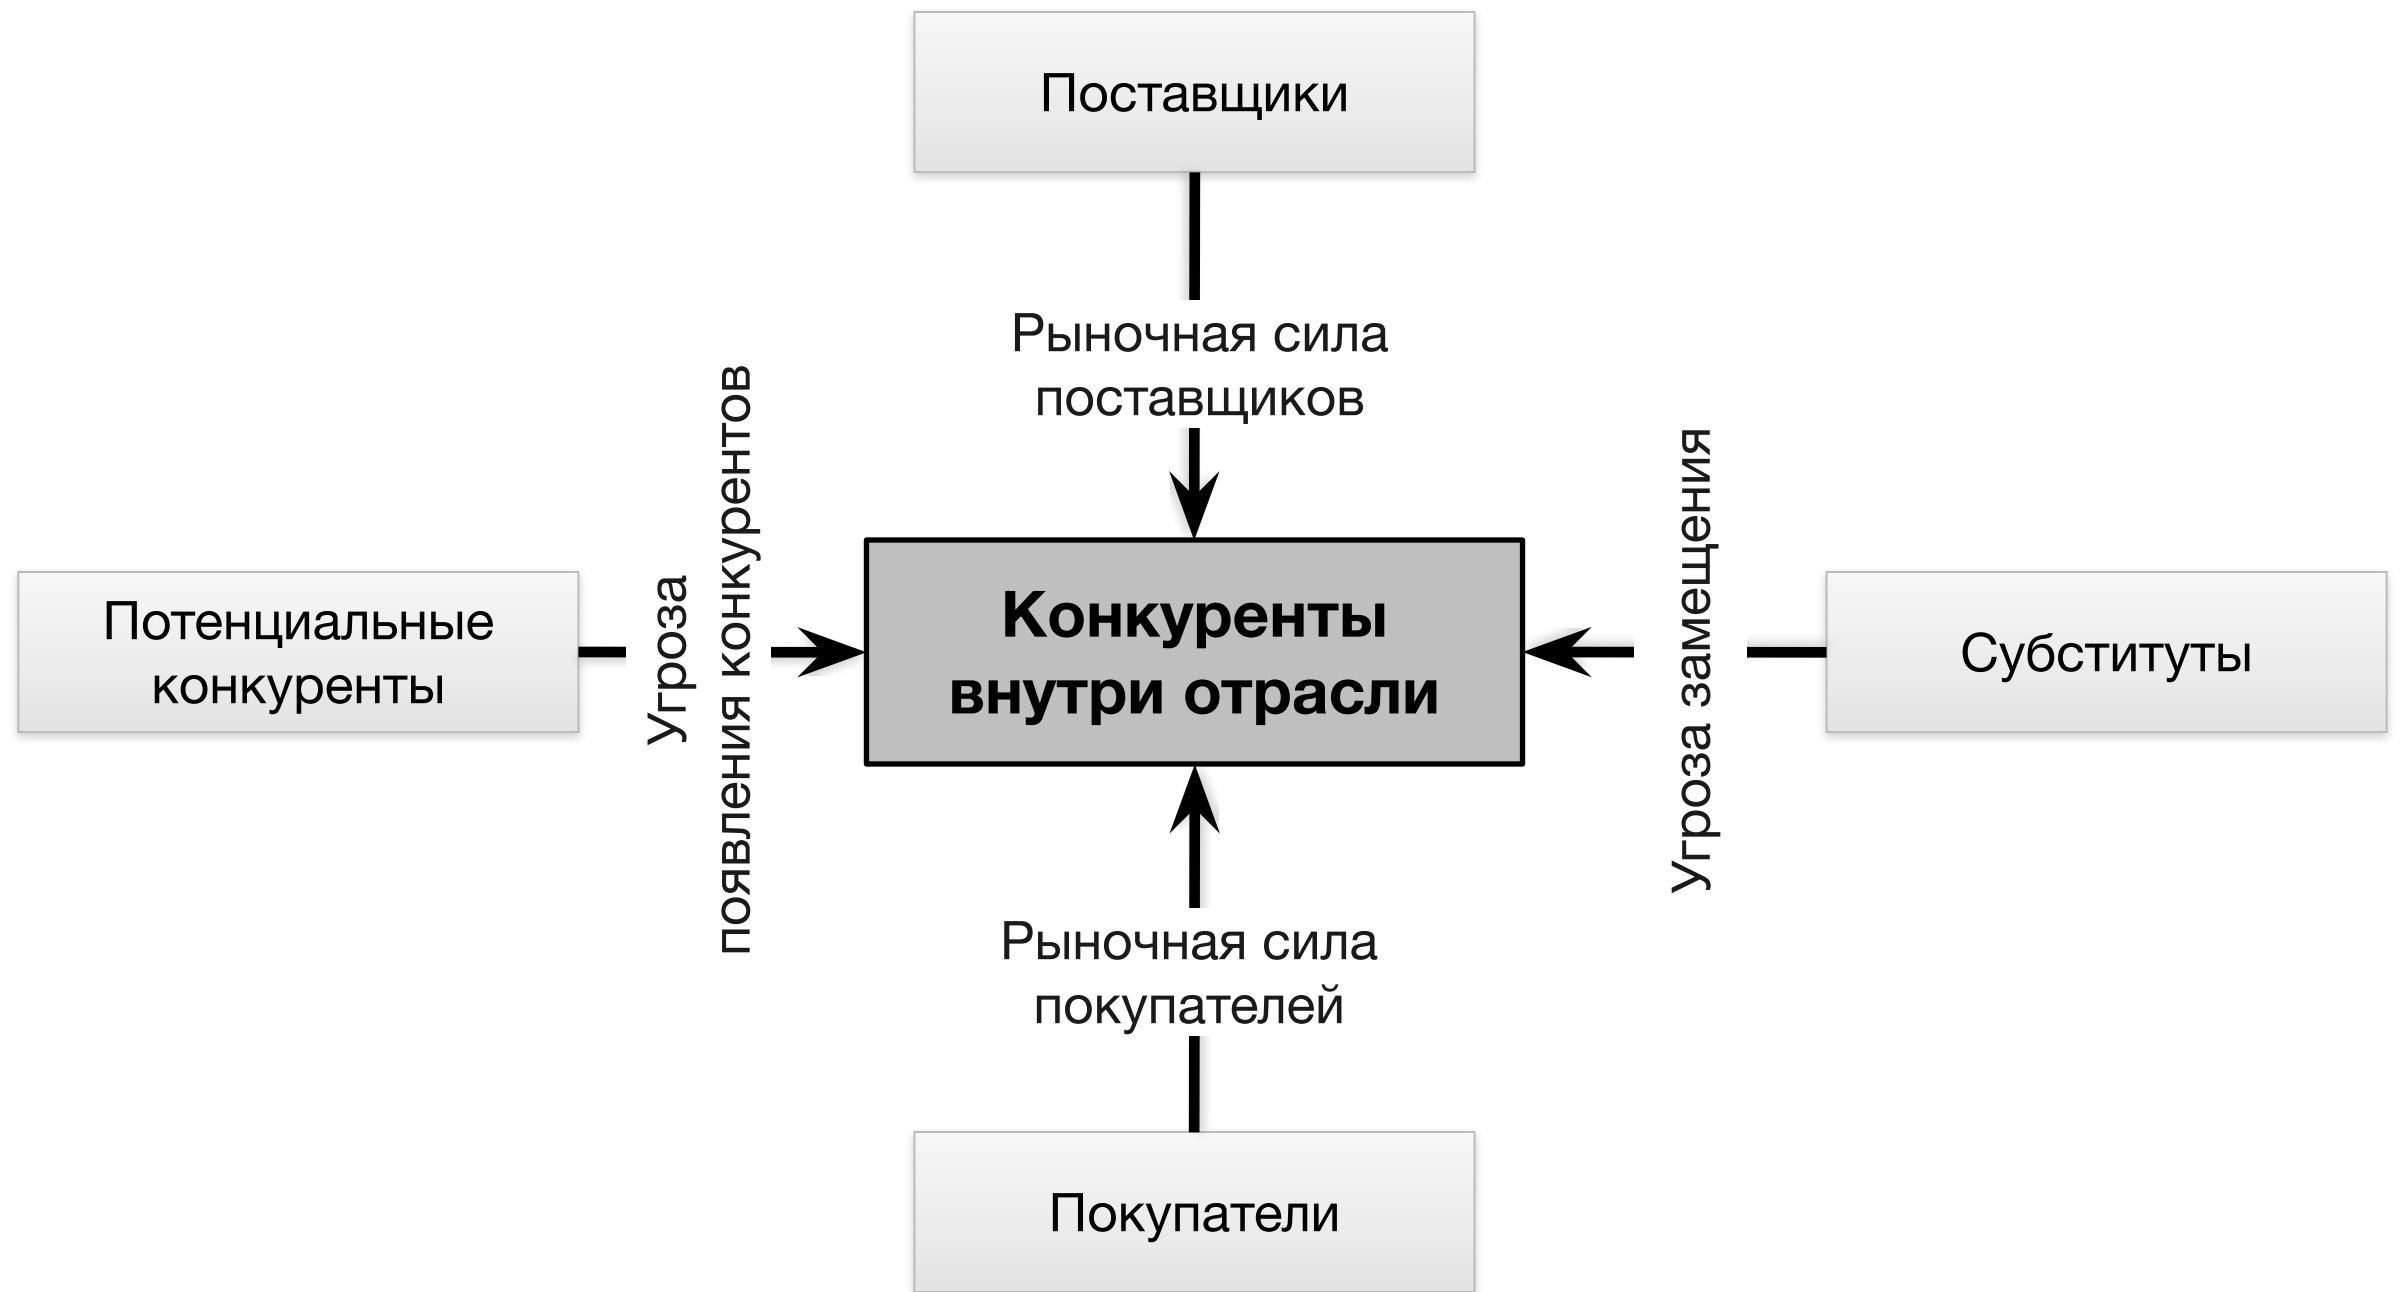 Поставщики
Рыночная сила
поставщиков
Потенциальные
конкуренты
Угроза
появления конкурентов
Конкуренты
внутри отрасли
Угроза замещения
Субституты
Рыночная сила
покупателей
Покупатели